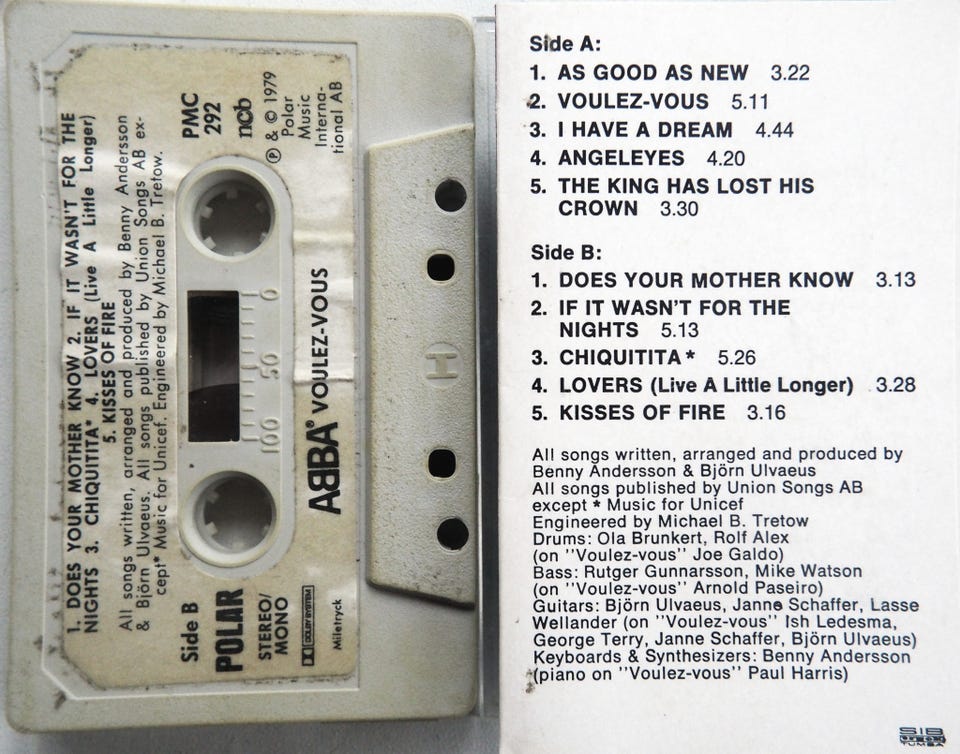 1. DOES YOUR MOTHER KNOW 2. IF IT WASN'T FOR THE
NIGHTS 3. CHIQUITITA* 4. LOVERS (Live A Little Longer)
5. KISSES OF FIRE
All songs written, arranged and produced by Benny Andersson
& Björn Ulvaeus. All songs published by Union Songs AB ex-
cept* Music for Unicef. Engineered by Michael B. Tretow.
Side B
POLAR
STEREO/
MONO
DOLBY SYSTEM
Miletryck
PMC
292
ncb
℗ & © 1979
Polar
Music
Interna-
tional AB
100 50 0
ABBA VOULEZ-VOUS
H
Side A:
1. AS GOOD AS NEW 3.22
2. VOULEZ-VOUS 5.11
3. I HAVE A DREAM 4.44
4. ANGELEYES 4.20
5. THE KING HAS LOST HIS
CROWN 3.30
Side B:
1. DOES YOUR MOTHER KNOW 3.13
2. IF IT WASN'T FOR THE
NIGHTS 5.13
3. CHIQUITITA* 5.26
4. LOVERS (Live A Little Longer) 3.28
5. KISSES OF FIRE 3.16
All songs written, arranged and produced by
Benny Andersson & Björn Ulvaeus
All songs published by Union Songs AB
except * Music for Unicef
Engineered by Michael B. Tretow
Drums: Ola Brunkert, Rolf Alex
(on "Voulez-vous" Joe Galdo)
Bass: Rutger Gunnarsson, Mike Watson
(on "Voulez-vous" Arnold Paseiro)
Guitars: Björn Ulvaeus, Janne Schaffer, Lasse
Wellander (on "Voulez-vous" Ish Ledesma,
George Terry, Janne Schaffer, Björn Ulvaeus)
Keyboards & Synthesizers: Benny Andersson
(piano on "Voulez-vous" Paul Harris)
SIB
TUMBA